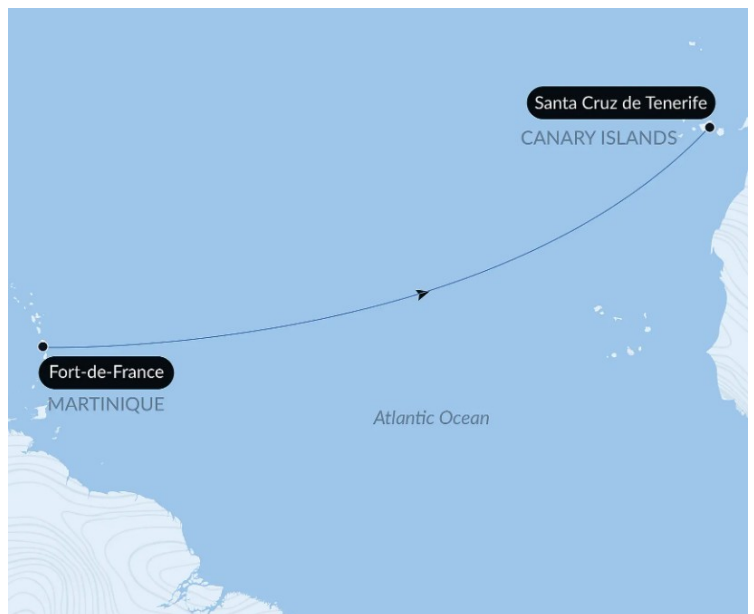 Santa Cruz de Tenerife
CANARY ISLANDS
Fort-de-France
MARTINIQUE
Atlantic Ocean